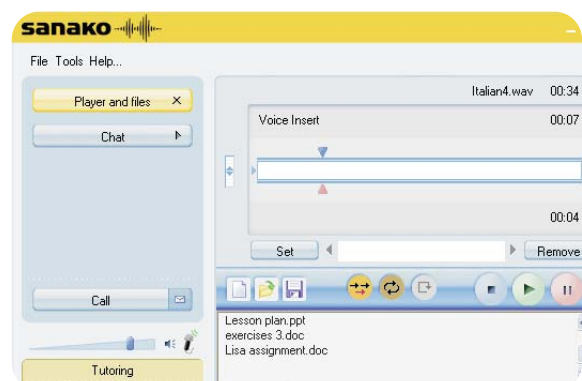 sanako
File Tools Help...
Player and files
Chat
Call
Tutoring
Italian4.wav 00:34
Voice Insert 00:07
00:04
Set Remove
Lesson plan.ppt
exercises 3.doc
Lisa assignment.doc